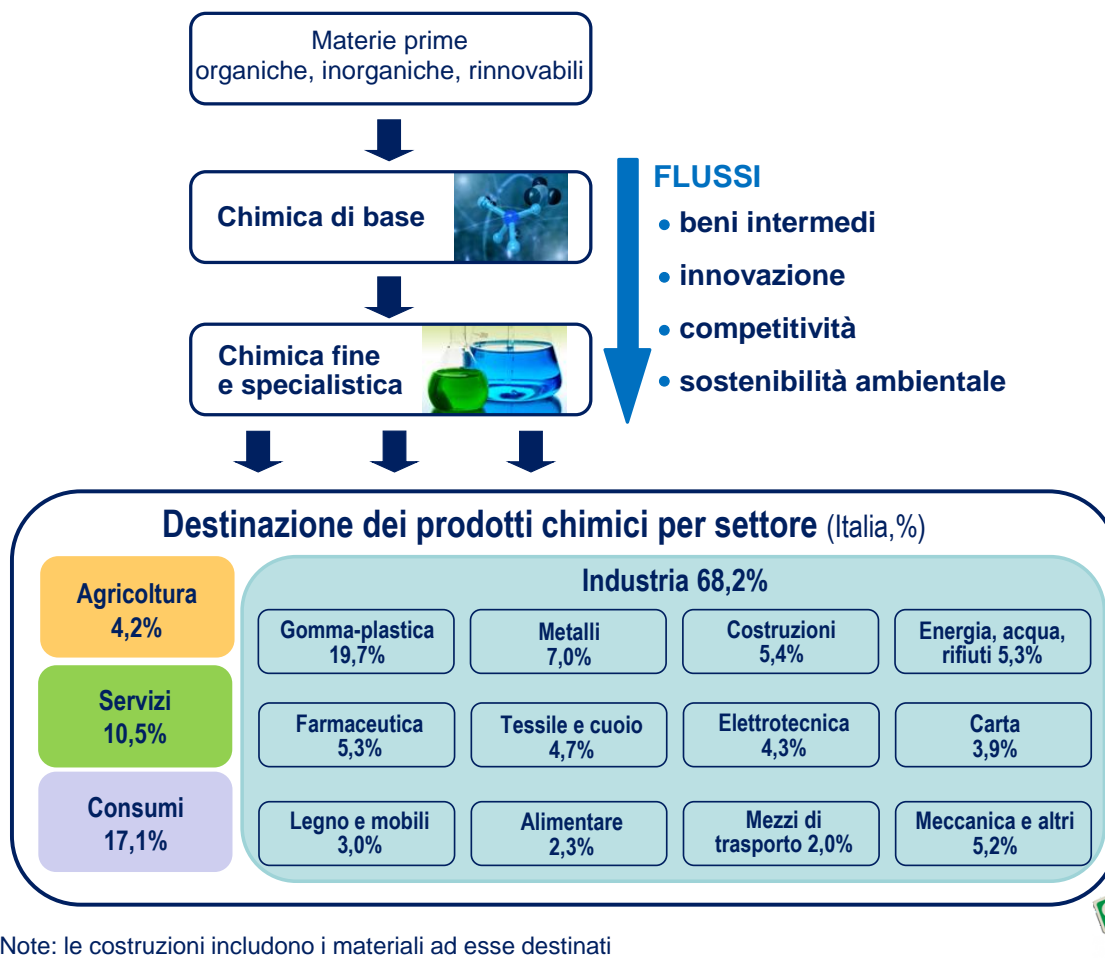 Materie prime
organiche, inorganiche, rinnovabili
Chimica di base
Chimica fine
e specialistica
FLUSSI
• beni intermedi
• innovazione
• competitività
• sostenibilità ambientale
Destinazione dei prodotti chimici per settore (Italia,%)
Agricoltura
4,2%
Servizi
10,5%
Consumi
17,1%
Industria 68,2%
Gomma-plastica
19,7%
Metalli
7,0%
Costruzioni
5,4%
Energia, acqua,
rifiuti 5,3%
Farmaceutica
5,3%
Tessile e cuoio
4,7%
Elettrotecnica
4,3%
Carta
3,9%
Legno e mobili
3,0%
Alimentare
2,3%
Mezzi di
trasporto 2,0%
Meccanica e altri
5,2%
Note: le costruzioni includono i materiali ad esse destinati